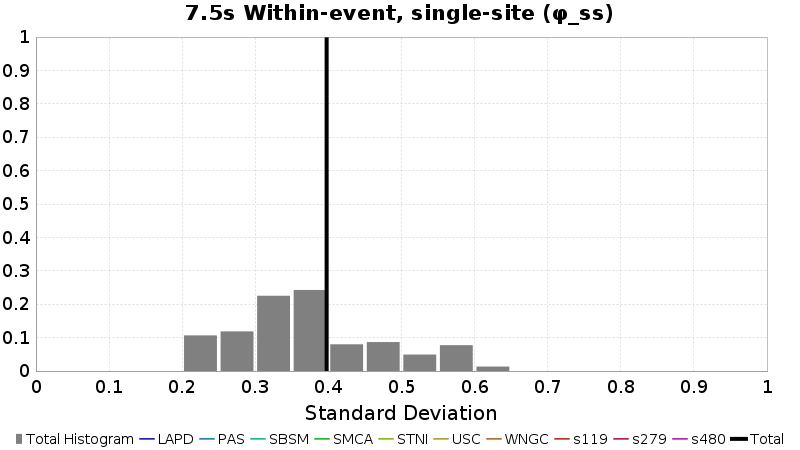 7.5s Within-event, single-site (φ_ss)
1
0.9
0.8
0.7
0.6
0.5
0.4
0.3
0.2
0.1
0
0 0.1 0.2 0.3 0.4 0.5 0.6 0.7 0.8 0.9 1
Standard Deviation
Total Histogram LAPD PAS SBSM SMCA STNI USC WNGC s119 s279 s480 Total